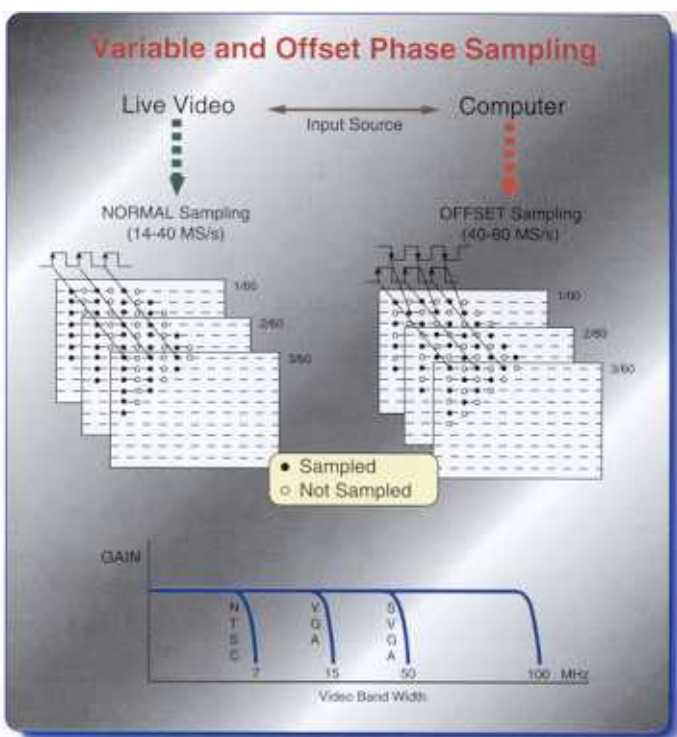 Variable and Offset Phase Sampling
Live Video
Computer
Input Source
NORMAL Sampling
(14-40 MS/s)
OFFSET Sampling
(40-80 MS/s)
1/60
2/60
3/60
1/60
2/60
3/60
● Sampled
○ Not Sampled
GAIN
NTSC
VGA
SVGA
7
15
50
100 MHz
Video Band Width